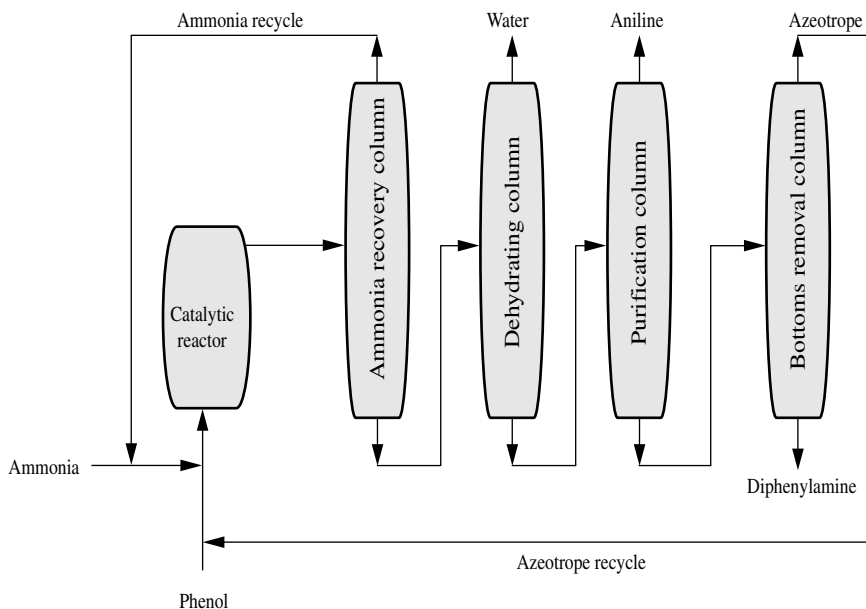 Ammonia recycle
Water
Aniline
Azeotrope
Catalytic
reactor
Ammonia recovery column
Dehydrating column
Purification column
Bottoms removal column
Ammonia
Diphenylamine
Azeotrope recycle
Phenol